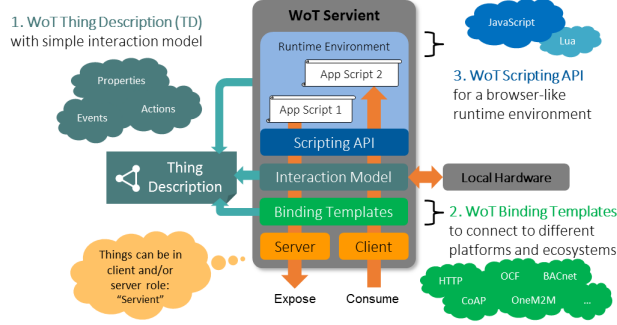 1. WoT Thing Description (TD)
with simple interaction model
Properties
Actions
Events
Thing
Description
Things can be in
client and/or
server role:
“Servient”
WoT Servient
Runtime Environment
App Script 2
App Script 1
Scripting API
Interaction Model
Binding Templates
Server
Client
Expose
Consume
JavaScript
Lua
3. WoT Scripting API
for a browser-like
runtime environment
Local Hardware
2. WoT Binding Templates
to connect to different
platforms and ecosystems
HTTP
OCF
BACnet
CoAP
OneM2M
...